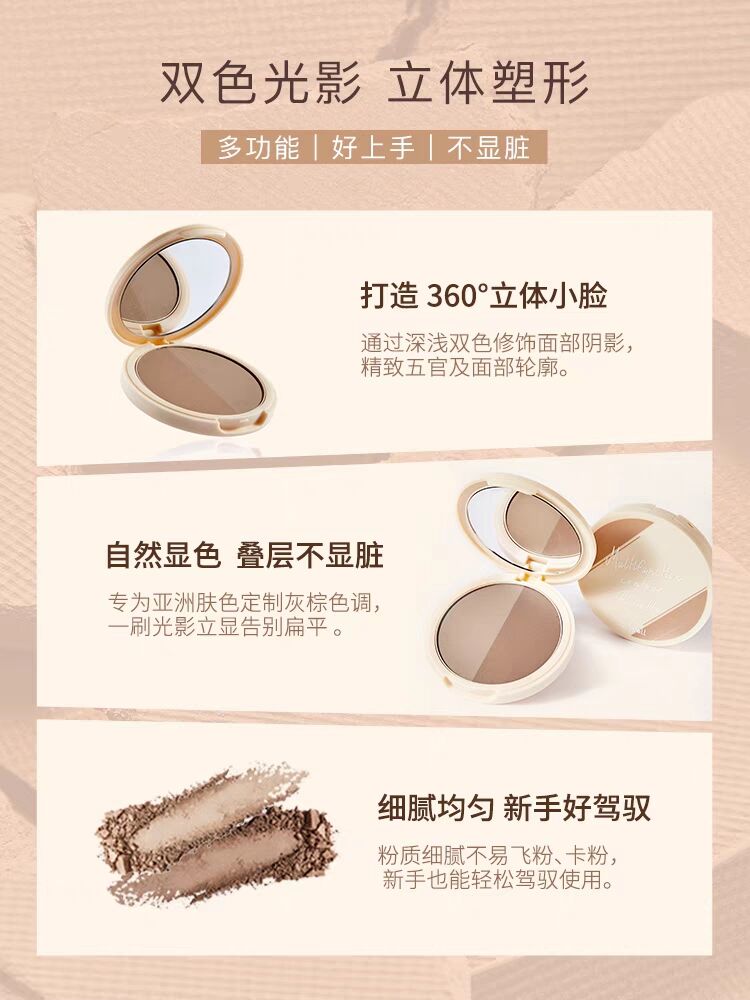 双色光影 立体塑形
多功能｜好上手｜不显脏
打造 360°立体小脸
通过深浅双色修饰面部阴影，
精致五官及面部轮廓。
自然显色 叠层不显脏
专为亚洲肤色定制灰棕色调，
一刷光影立显告别扁平 。
Multifunction
细腻均匀 新手好驾驭
粉质细腻不易飞粉、卡粉，
新手也能轻松驾驭使用。